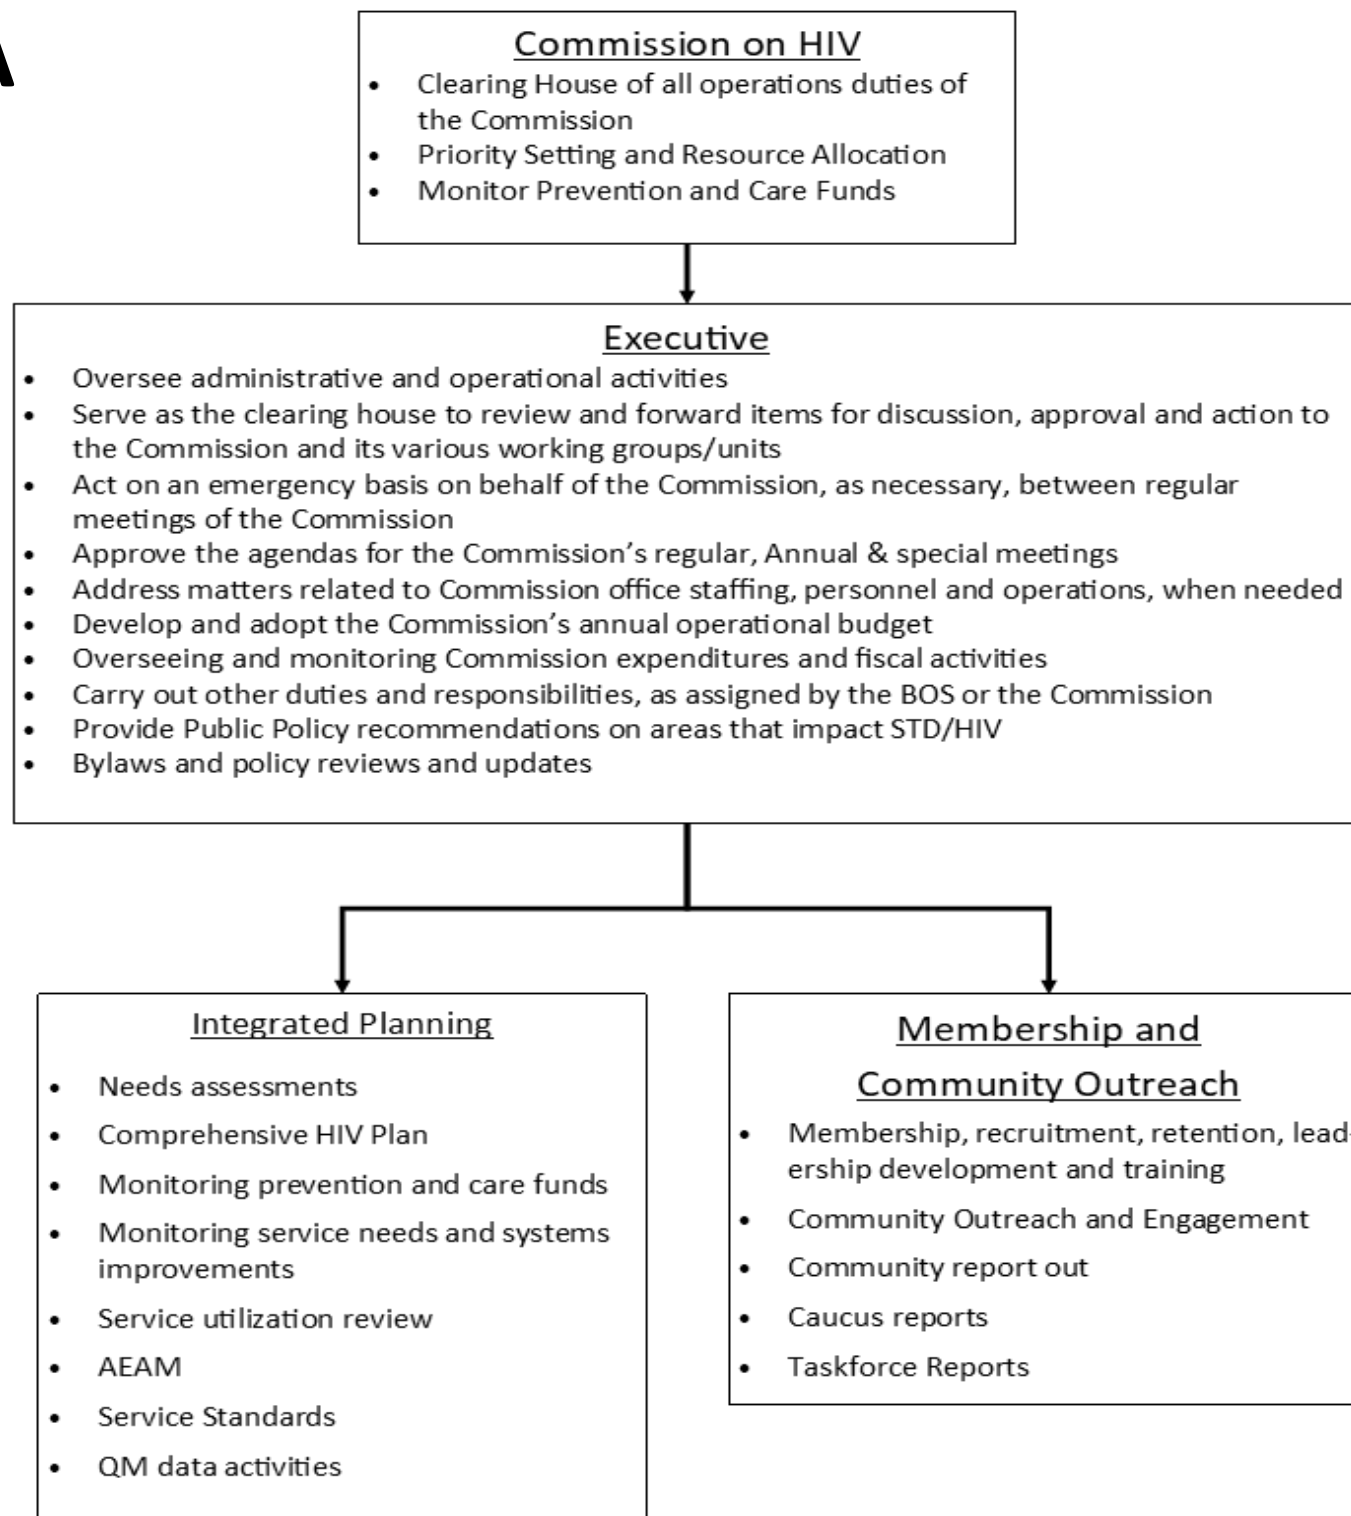 A
Commission on HIV
• Clearing House of all operations duties of
the Commission
• Priority Setting and Resource Allocation
• Monitor Prevention and Care Funds
Executive
• Oversee administrative and operational activities
• Serve as the clearing house to review and forward items for discussion, approval and action to
the Commission and its various working groups/units
• Act on an emergency basis on behalf of the Commission, as necessary, between regular
meetings of the Commission
• Approve the agendas for the Commission’s regular, Annual & special meetings
• Address matters related to Commission office staffing, personnel and operations, when needed
• Develop and adopt the Commission’s annual operational budget
• Overseeing and monitoring Commission expenditures and fiscal activities
• Carry out other duties and responsibilities, as assigned by the BOS or the Commission
• Provide Public Policy recommendations on areas that impact STD/HIV
• Bylaws and policy reviews and updates
Integrated Planning
• Needs assessments
• Comprehensive HIV Plan
• Monitoring prevention and care funds
• Monitoring service needs and systems
improvements
• Service utilization review
• AEAM
• Service Standards
• QM data activities
Membership and
Community Outreach
• Membership, recruitment, retention, lead-
ership development and training
• Community Outreach and Engagement
• Community report out
• Caucus reports
• Taskforce Reports